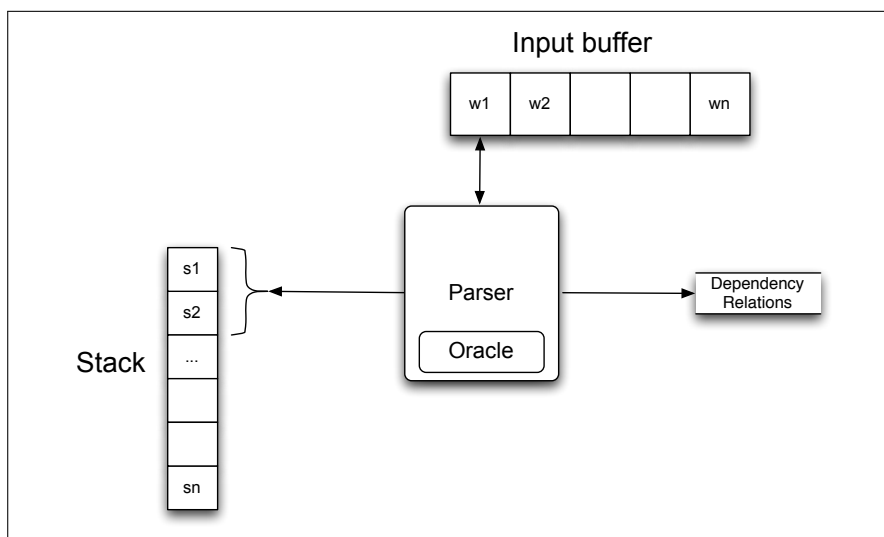 Input buffer
w1 w2 wn
s1
s2
...
sn
Stack
Parser
Oracle
Dependency
Relations